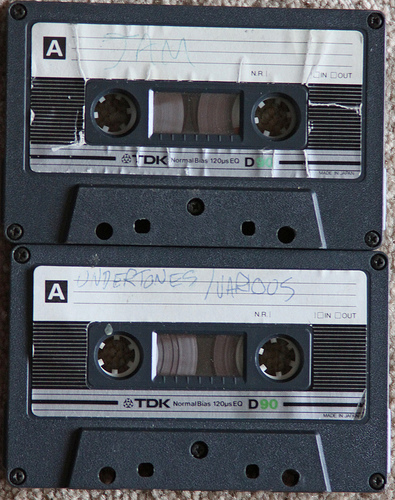 A JAM
N.R. IN OUT
TDK Normal Bias 120µs EQ D90
MADE IN JAPAN
A UNDERTONES / VARIOUS
N.R. IN OUT
TDK Normal Bias 120µs EQ D90
MADE IN JAPAN